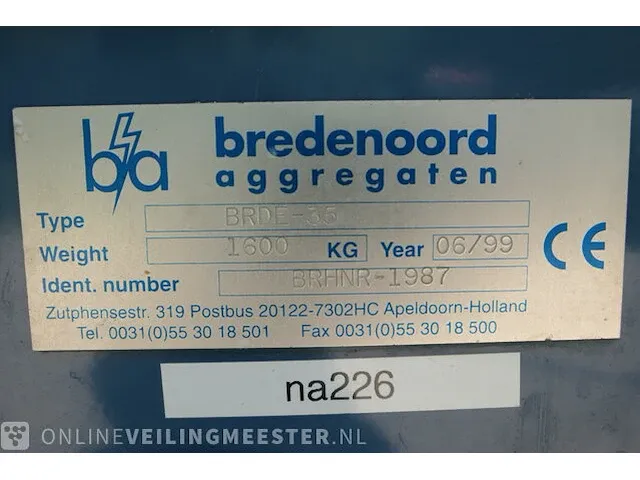 b/a bredenoord
aggregaten
Type BRDE-35
Weight 1600 KG Year 06/99 CE
Ident. number BRHNR-1987
Zutphensestr. 319 Postbus 20122-7302HC Apeldoorn-Holland
Tel. 0031(0)55 30 18 501 Fax 0031(0)55 30 18 500
na226
ONLINEVEILINGMEESTER.NL